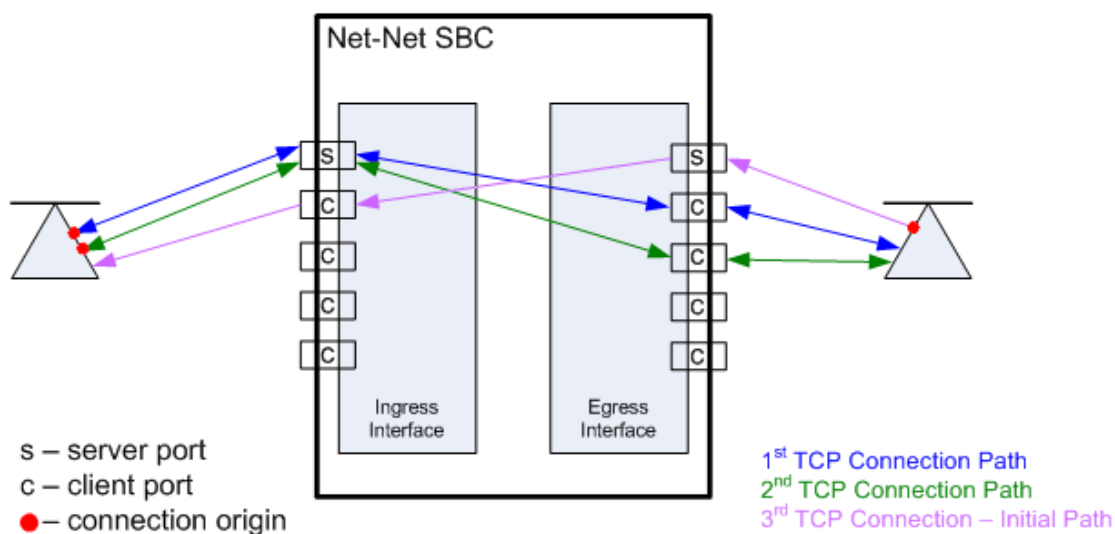 Net-Net SBC
S
C
C
C
C
S
C
C
C
C
Ingress
Interface
Egress
Interface
s – server port
c – client port
– connection origin
1st TCP Connection Path
2nd TCP Connection Path
3rd TCP Connection – Initial Path